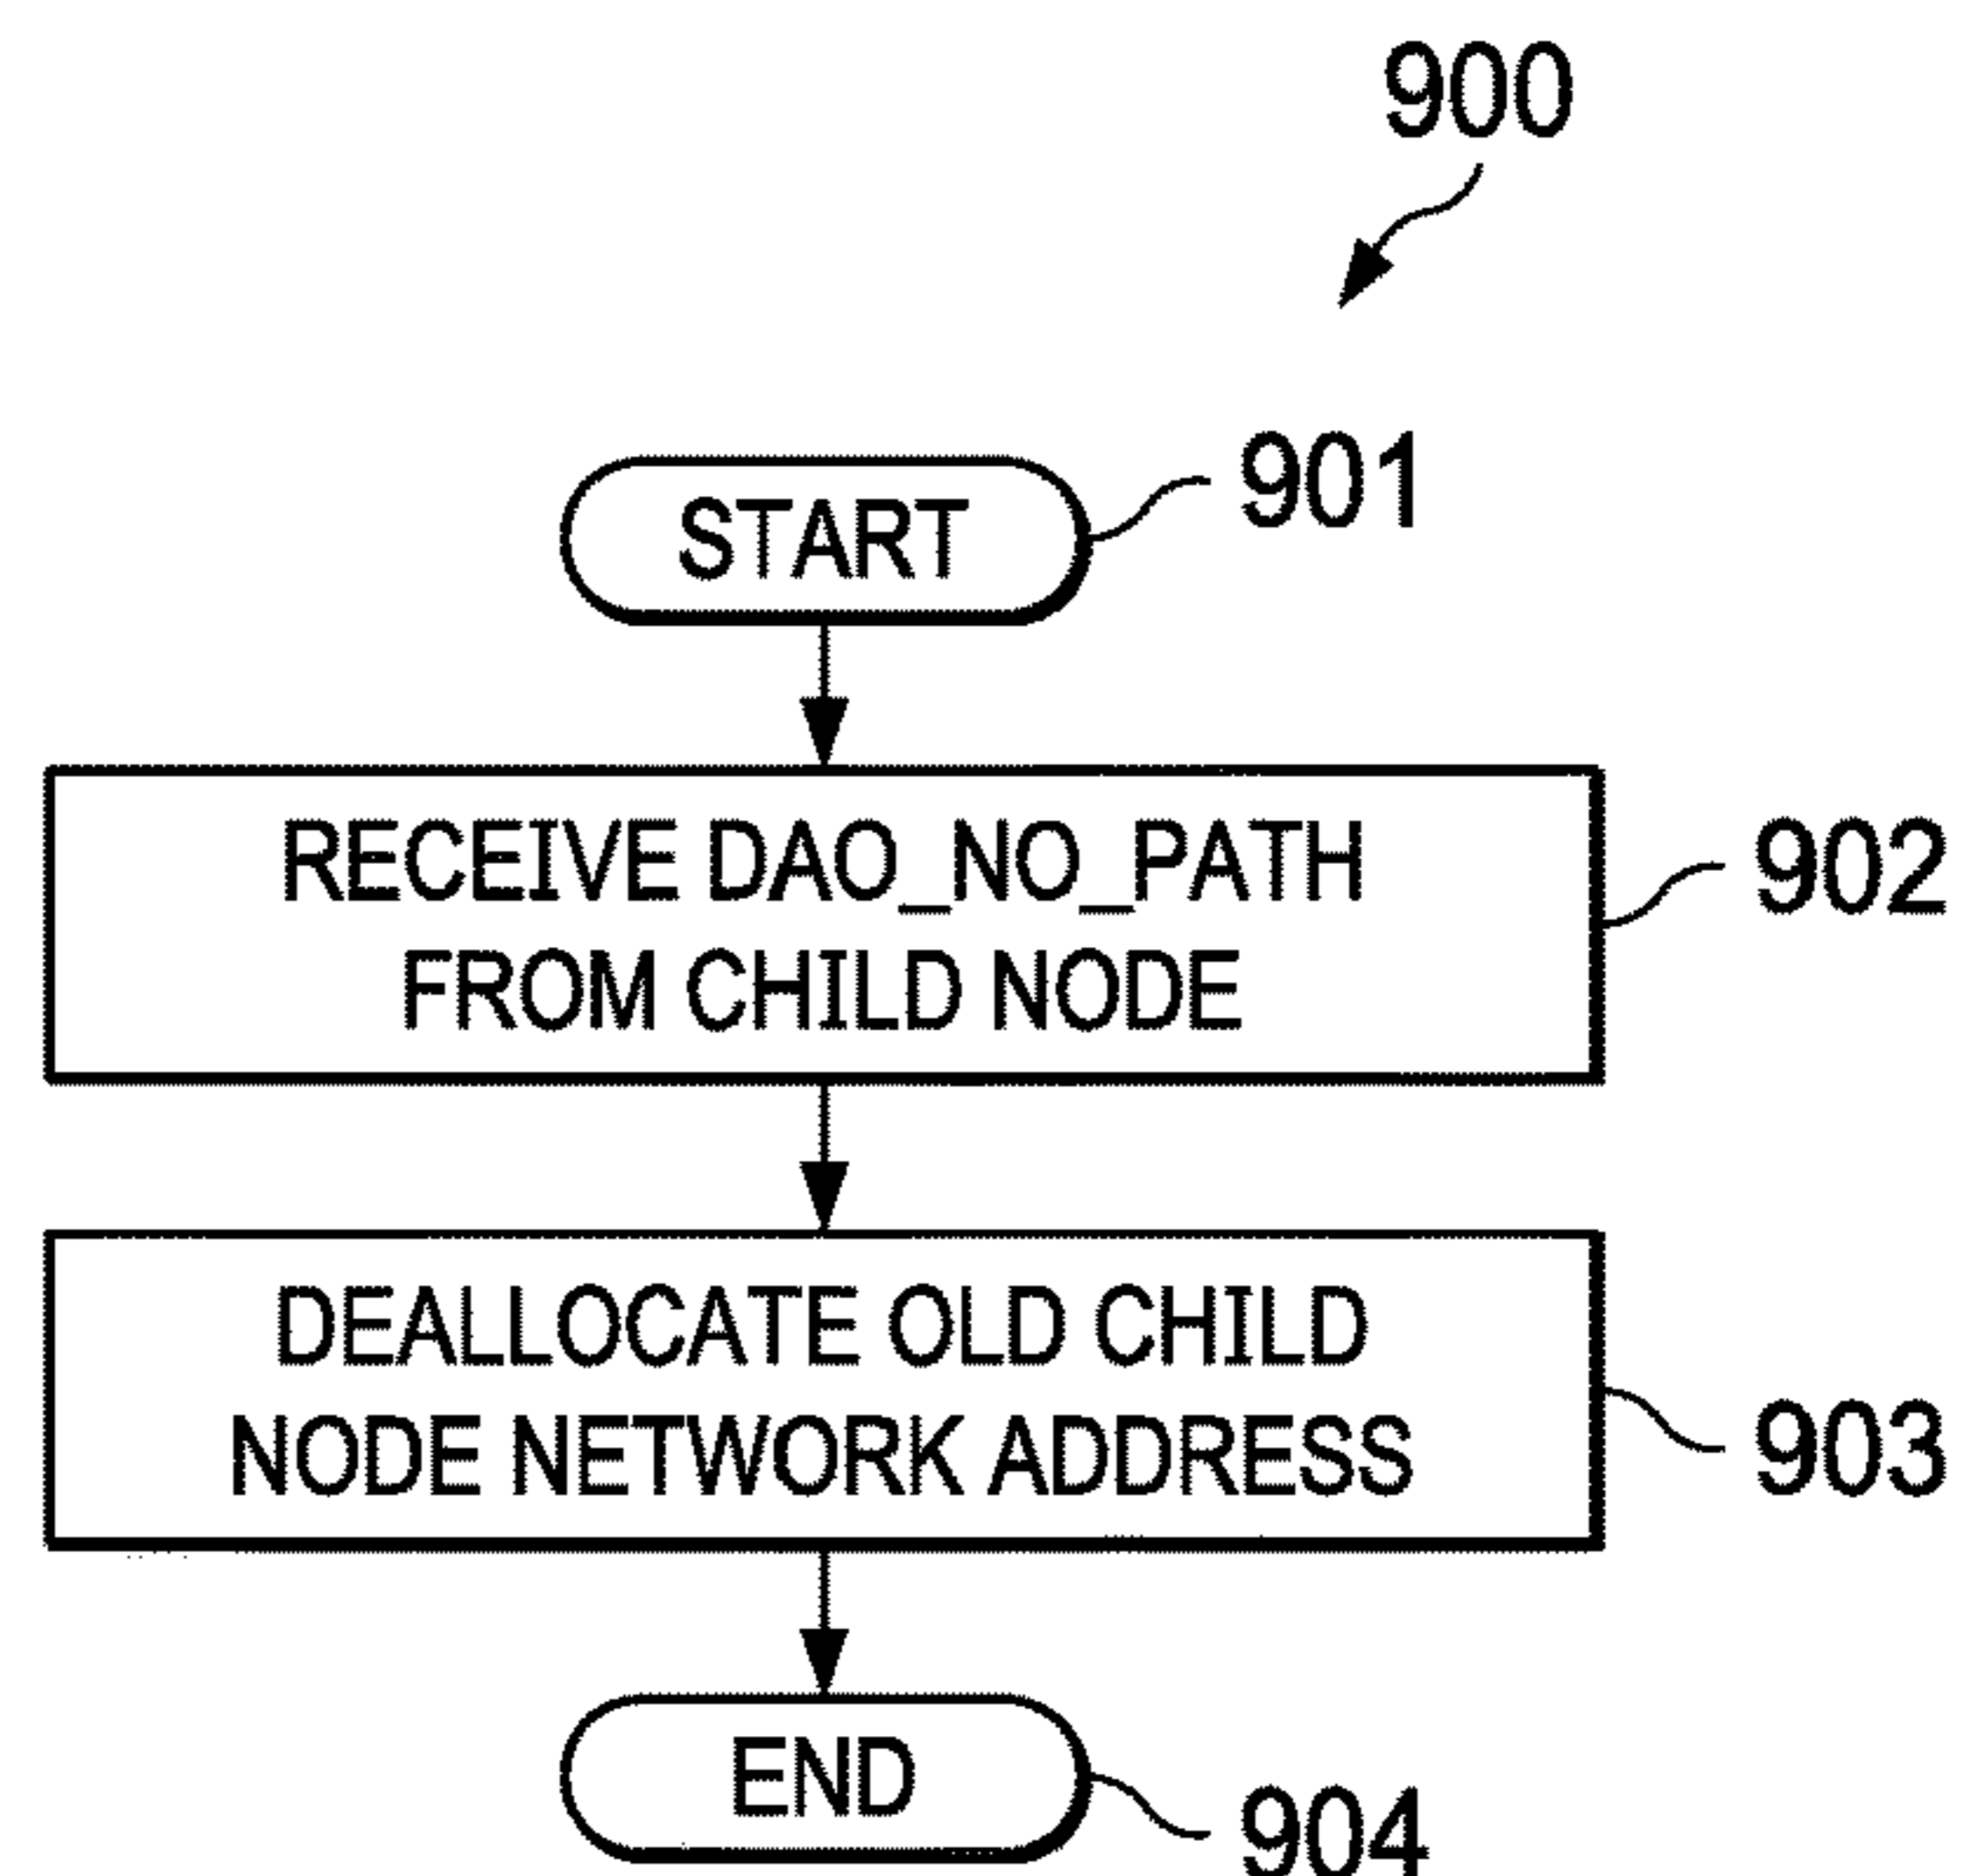 900
START
901
RECEIVE DAO_NO_PATH
FROM CHILD NODE
902
DEALLOCATE OLD CHILD
NODE NETWORK ADDRESS
903
END
904